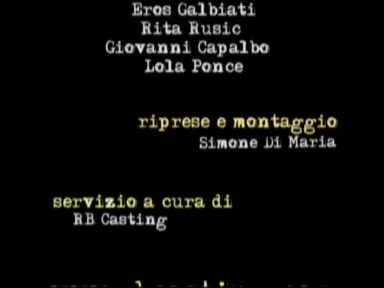 Eros Galbiati
Rita Rusic
Giovanni Capalbo
Lola Ponce
riprese e montaggio
Simone Di Maria
servizio a cura di
RB Casting